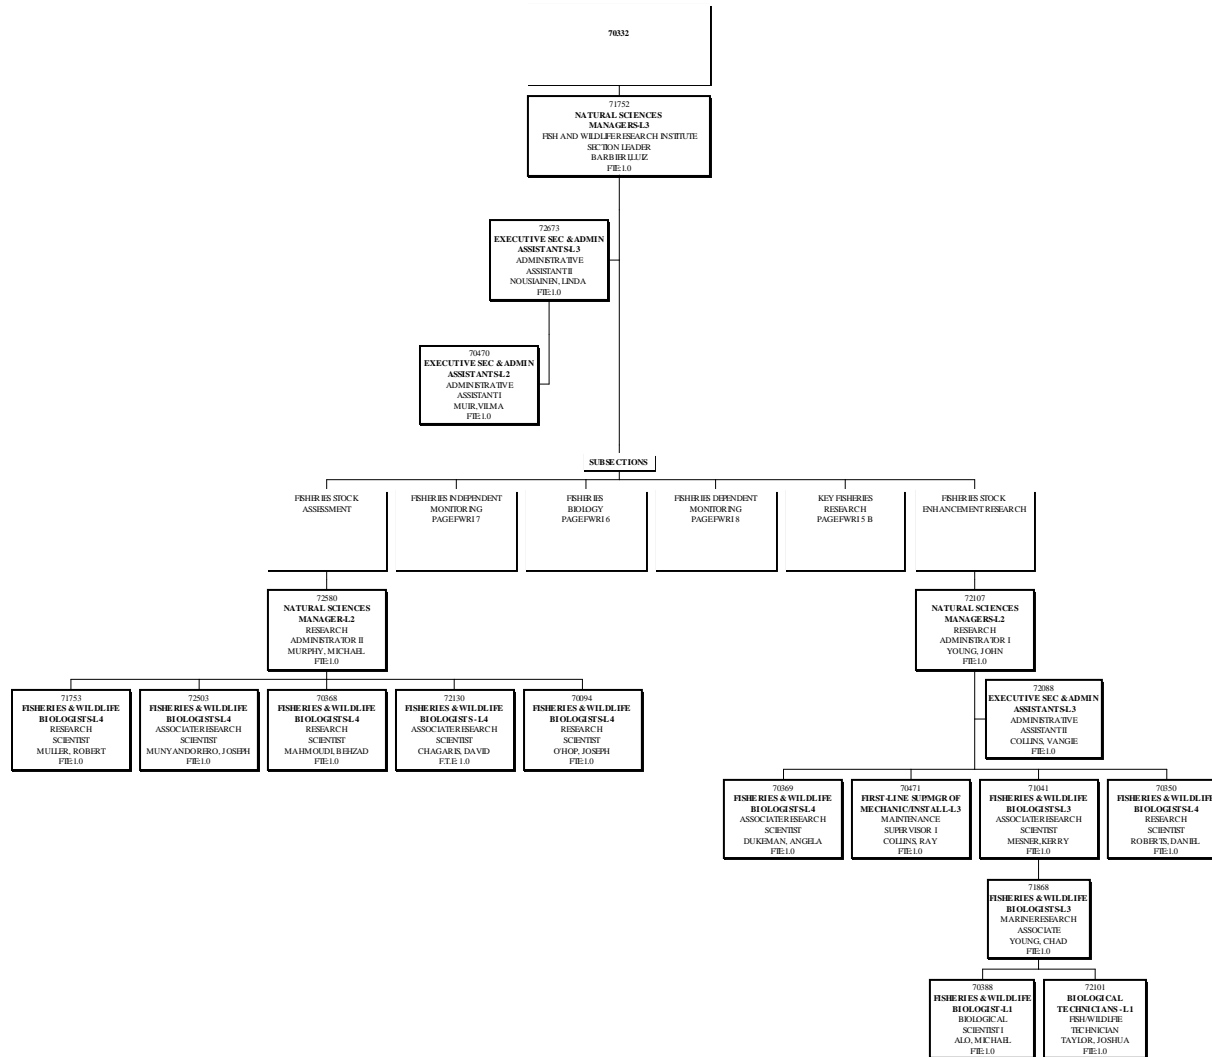 70332
71752
NATURAL SCIENCES
MANAGERS-L3
FISH AND WILDLIFE RESEARCH INSTITUTE
SECTION LEADER
BARBIERI, LUIZ
FTE:1.0
72673
EXECUTIVE SEC & ADMIN
ASSISTANTS-L3
ADMINISTRATIVE
ASSISTANT II
NOUSIAINEN, LINDA
FTE:1.0
70470
EXECUTIVE SEC & ADMIN
ASSISTANTS-L2
ADMINISTRATIVE
ASSISTANT I
MUIR, VILMA
FTE:1.0
SUBSECTIONS
FISHERIES STOCK
ASSESSMENT
FISHERIES INDEPENDENT
MONITORING
PAGE FWRI 7
FISHERIES
BIOLOGY
PAGE FWRI 6
FISHERIES DEPENDENT
MONITORING
PAGE FWRI 8
KEY FISHERIES
RESEARCH
PAGE FWRI 5 B
FISHERIES STOCK
ENHANCEMENT RESEARCH
72580
NATURAL SCIENCES
MANAGER-L2
RESEARCH
ADMINISTRATOR II
MURPHY, MICHAEL
FTE:1.0
72107
NATURAL SCIENCES
MANAGERS-L2
RESEARCH
ADMINISTRATOR I
YOUNG, JOHN
FTE:1.0
71753
FISHERIES & WILDLIFE
BIOLOGISTS-L4
RESEARCH
SCIENTIST
MULLER, ROBERT
FTE:1.0
72503
FISHERIES & WILDLIFE
BIOLOGISTS-L4
ASSOCIATE RESEARCH
SCIENTIST
MUNYANDORERO, JOSEPH
FTE:1.0
70368
FISHERIES & WILDLIFE
BIOLOGISTS-L4
RESEARCH
SCIENTIST
MAHMOUDI, BEHZAD
FTE:1.0
72130
FISHERIES & WILDLIFE
BIOLOGISTS - L4
ASSOCIATE RESEARCH
SCIENTIST
CHAGARIS, DAVID
F.T.E: 1.0
70094
FISHERIES & WILDLIFE
BIOLOGISTS-L4
RESEARCH
SCIENTIST
O'HOP, JOSEPH
FTE:1.0
72088
EXECUTIVE SEC & ADMIN
ASSISTANTS-L3
ADMINISTRATIVE
ASSISTANT II
COLLINS, VANGIE
FTE:1.0
70369
FISHERIES & WILDLIFE
BIOLOGISTS-L4
ASSOCIATE RESEARCH
SCIENTIST
DUKEMAN, ANGELA
FTE:1.0
70471
FIRST-LINE SUP/MGR OF
MECHANIC/INSTALL-L3
MAINTENANCE
SUPERVISOR I
COLLINS, RAY
FTE:1.0
71041
FISHERIES & WILDLIFE
BIOLOGISTS-L3
ASSOCIATE RESEARCH
SCIENTIST
MESNER, KERRY
FTE:1.0
70350
FISHERIES & WILDLIFE
BIOLOGISTS-L4
RESEARCH
SCIENTIST
ROBERTS, DANIEL
FTE:1.0
71868
FISHERIES & WILDLIFE
BIOLOGISTS-L3
MARINE RESEARCH
ASSOCIATE
YOUNG, CHAD
FTE:1.0
70388
FISHERIES & WILDLIFE
BIOLOGIST-L1
BIOLOGICAL
SCIENTIST I
ALO, MICHAEL
FTE:1.0
72101
BIOLOGICAL
TECHNICIANS - L1
FISH/WILDLFIE
TECHNICIAN
TAYLOR, JOSHUA
FTE:1.0